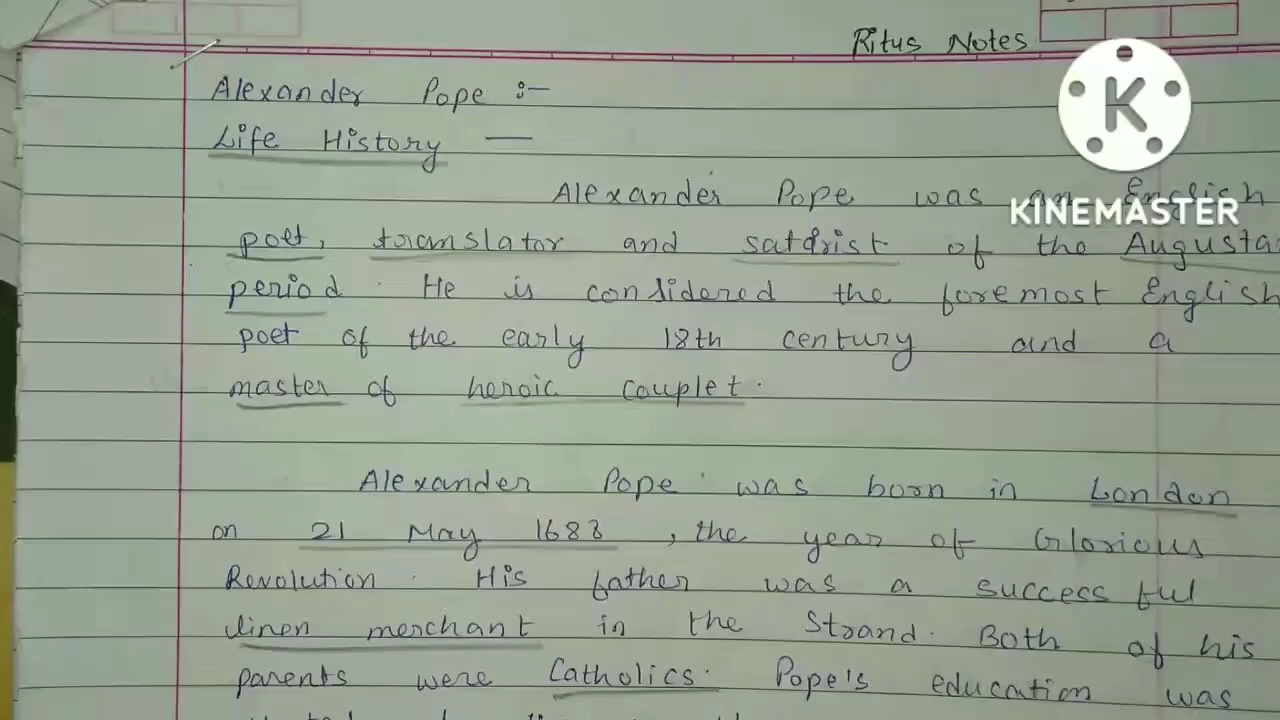 Ritus Notes
Alexander Pope :-
Life History —
KINEMASTER
Alexander Pope was an English
poet, translator and satirist of the Augusta
period. He is considered the foremost English
poet of the early 18th century and a
master of heroic couplet.
Alexander Pope was born in London
on 21 May 1688, the year of Glorious
Revolution. His father was a successful
linen merchant in the Strand. Both of his
parents were Catholics. Pope's education was